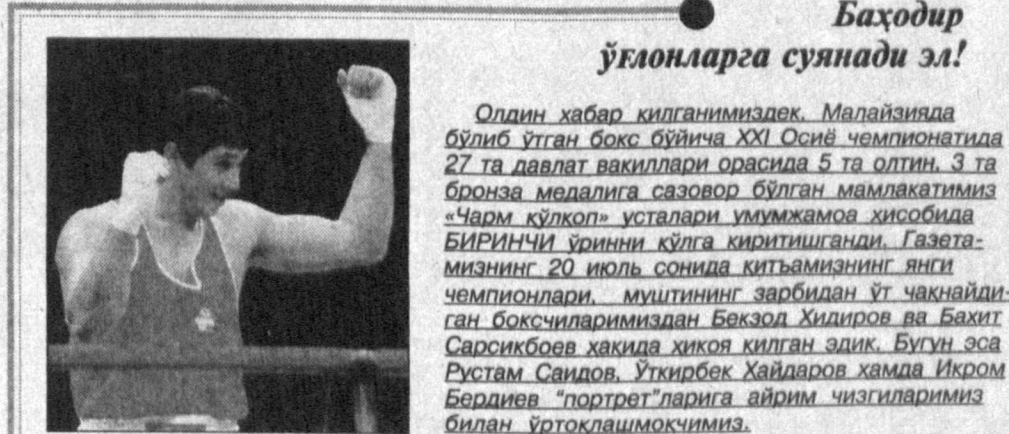 Баҳодир
ўғлонларга суянади эл!
Олдин хабар қилганимиздек, Малайзияда
бўлиб ўтган бокс бўйича XXI Осиё чемпионатида
27 та давлат вакиллари орасида 5 та олтин, 3 та
бронза медалига сазовор бўлган мамлакатимиз
«Чарм қўлқоп» усталари умумжамоа ҳисобида
БИРИНЧИ ўринни қўлга киритишганди. Газета-
мизнинг 20 июль сонида қитъамизнинг янги
чемпионлари, муштининг зарбидан ўт чақнайди-
ган боксчиларимиздан Бекзод Хидиров ва Бахит
Сарсикбоев ҳақида ҳикоя қилган эдик. Бугун эса
Рустам Саидов, Ўткирбек Хайдаров ҳамда Икром
Бердиев “портрет”ларига айрим чизгиларимиз
билан ўртоқлашмоқчимиз.